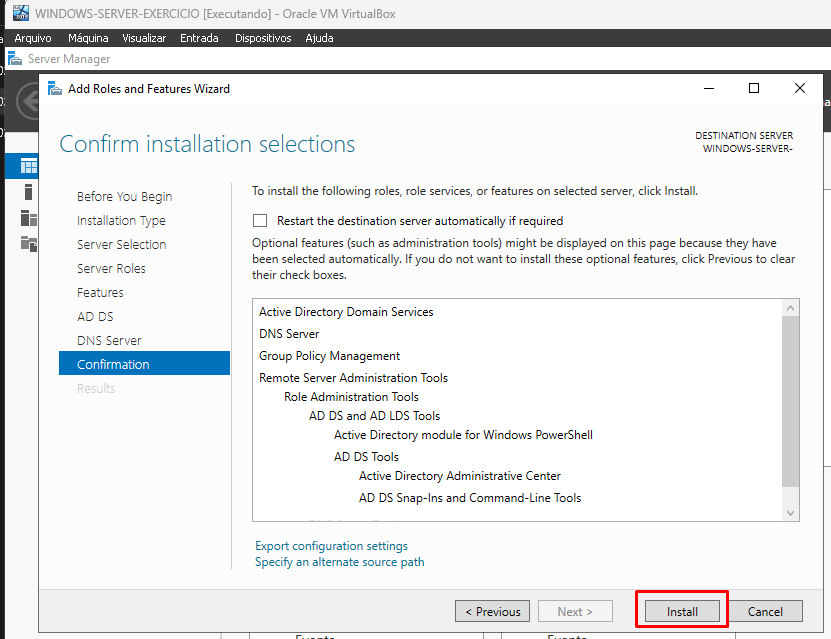 WINDOWS-SERVER-EXERCICIO [Executando] - Oracle VM VirtualBox
Arquivo Máquina Visualizar Entrada Dispositivos Ajuda
Server Manager
Add Roles and Features Wizard
Confirm installation selections
DESTINATION SERVER
WINDOWS-SERVER-
Before You Begin
Installation Type
Server Selection
Server Roles
Features
AD DS
DNS Server
Confirmation
Results
To install the following roles, role services, or features on selected server, click Install.
Restart the destination server automatically if required
Optional features (such as administration tools) might be displayed on this page because they have
been selected automatically. If you do not want to install these optional features, click Previous to clear
their check boxes.
Active Directory Domain Services
DNS Server
Group Policy Management
Remote Server Administration Tools
Role Administration Tools
AD DS and AD LDS Tools
Active Directory module for Windows PowerShell
AD DS Tools
Active Directory Administrative Center
AD DS Snap-Ins and Command-Line Tools
Export configuration settings
Specify an alternate source path
< Previous Next > Install Cancel